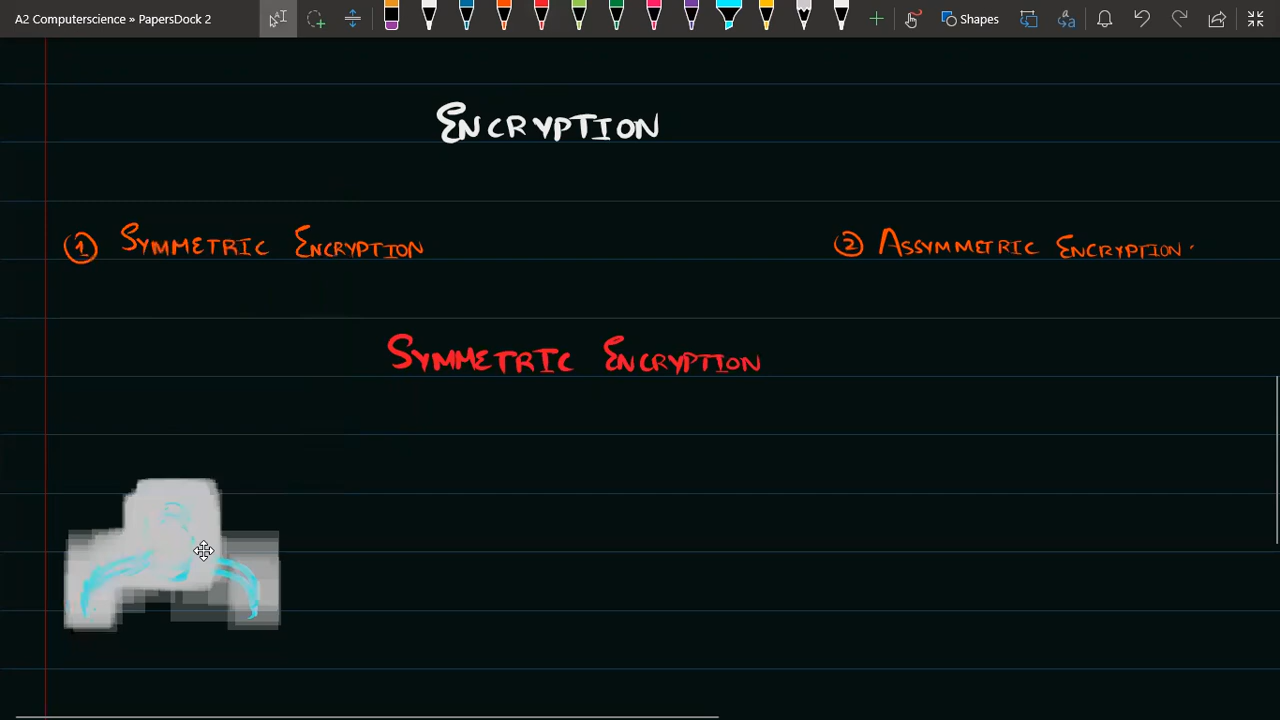 A2 Computerscience » PapersDock 2
Shapes
ENCRYPTION
① SYMMETRIC ENCRYPTION
② ASSYMMETRIC ENCRYPTION.
SYMMETRIC ENCRYPTION